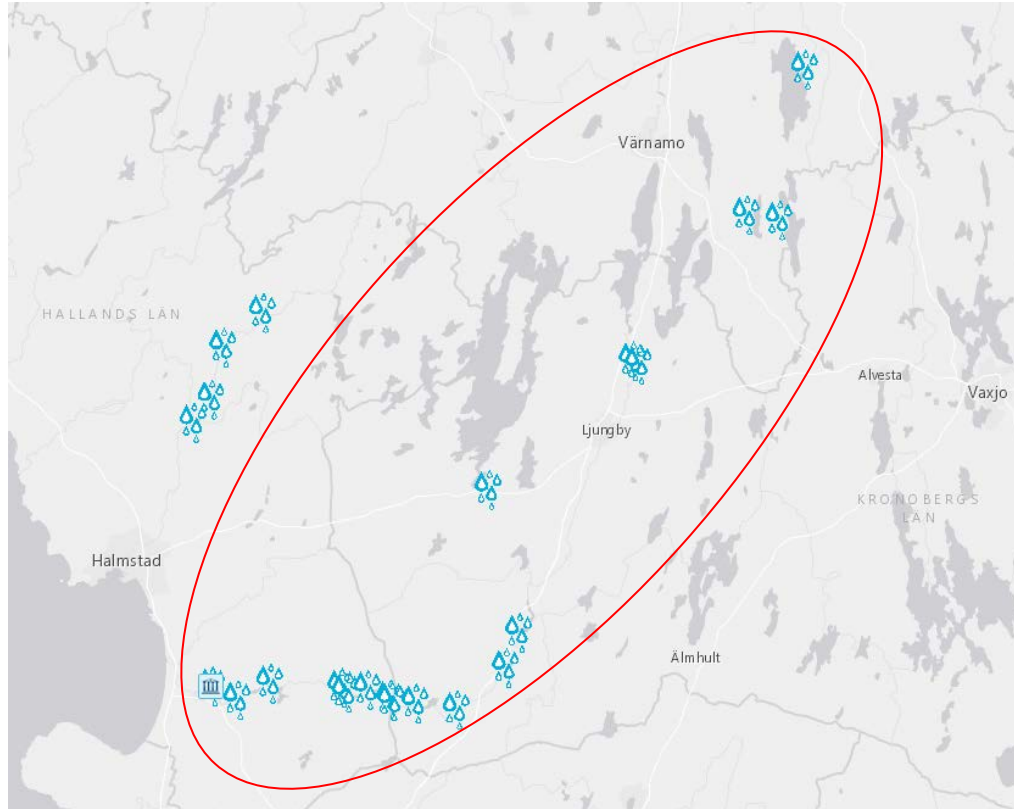 Värnamo
HALLANDS LÄN
Alvesta
Vaxjo
Ljungby
KRONOBERGS
LÄN
Halmstad
Älmhult